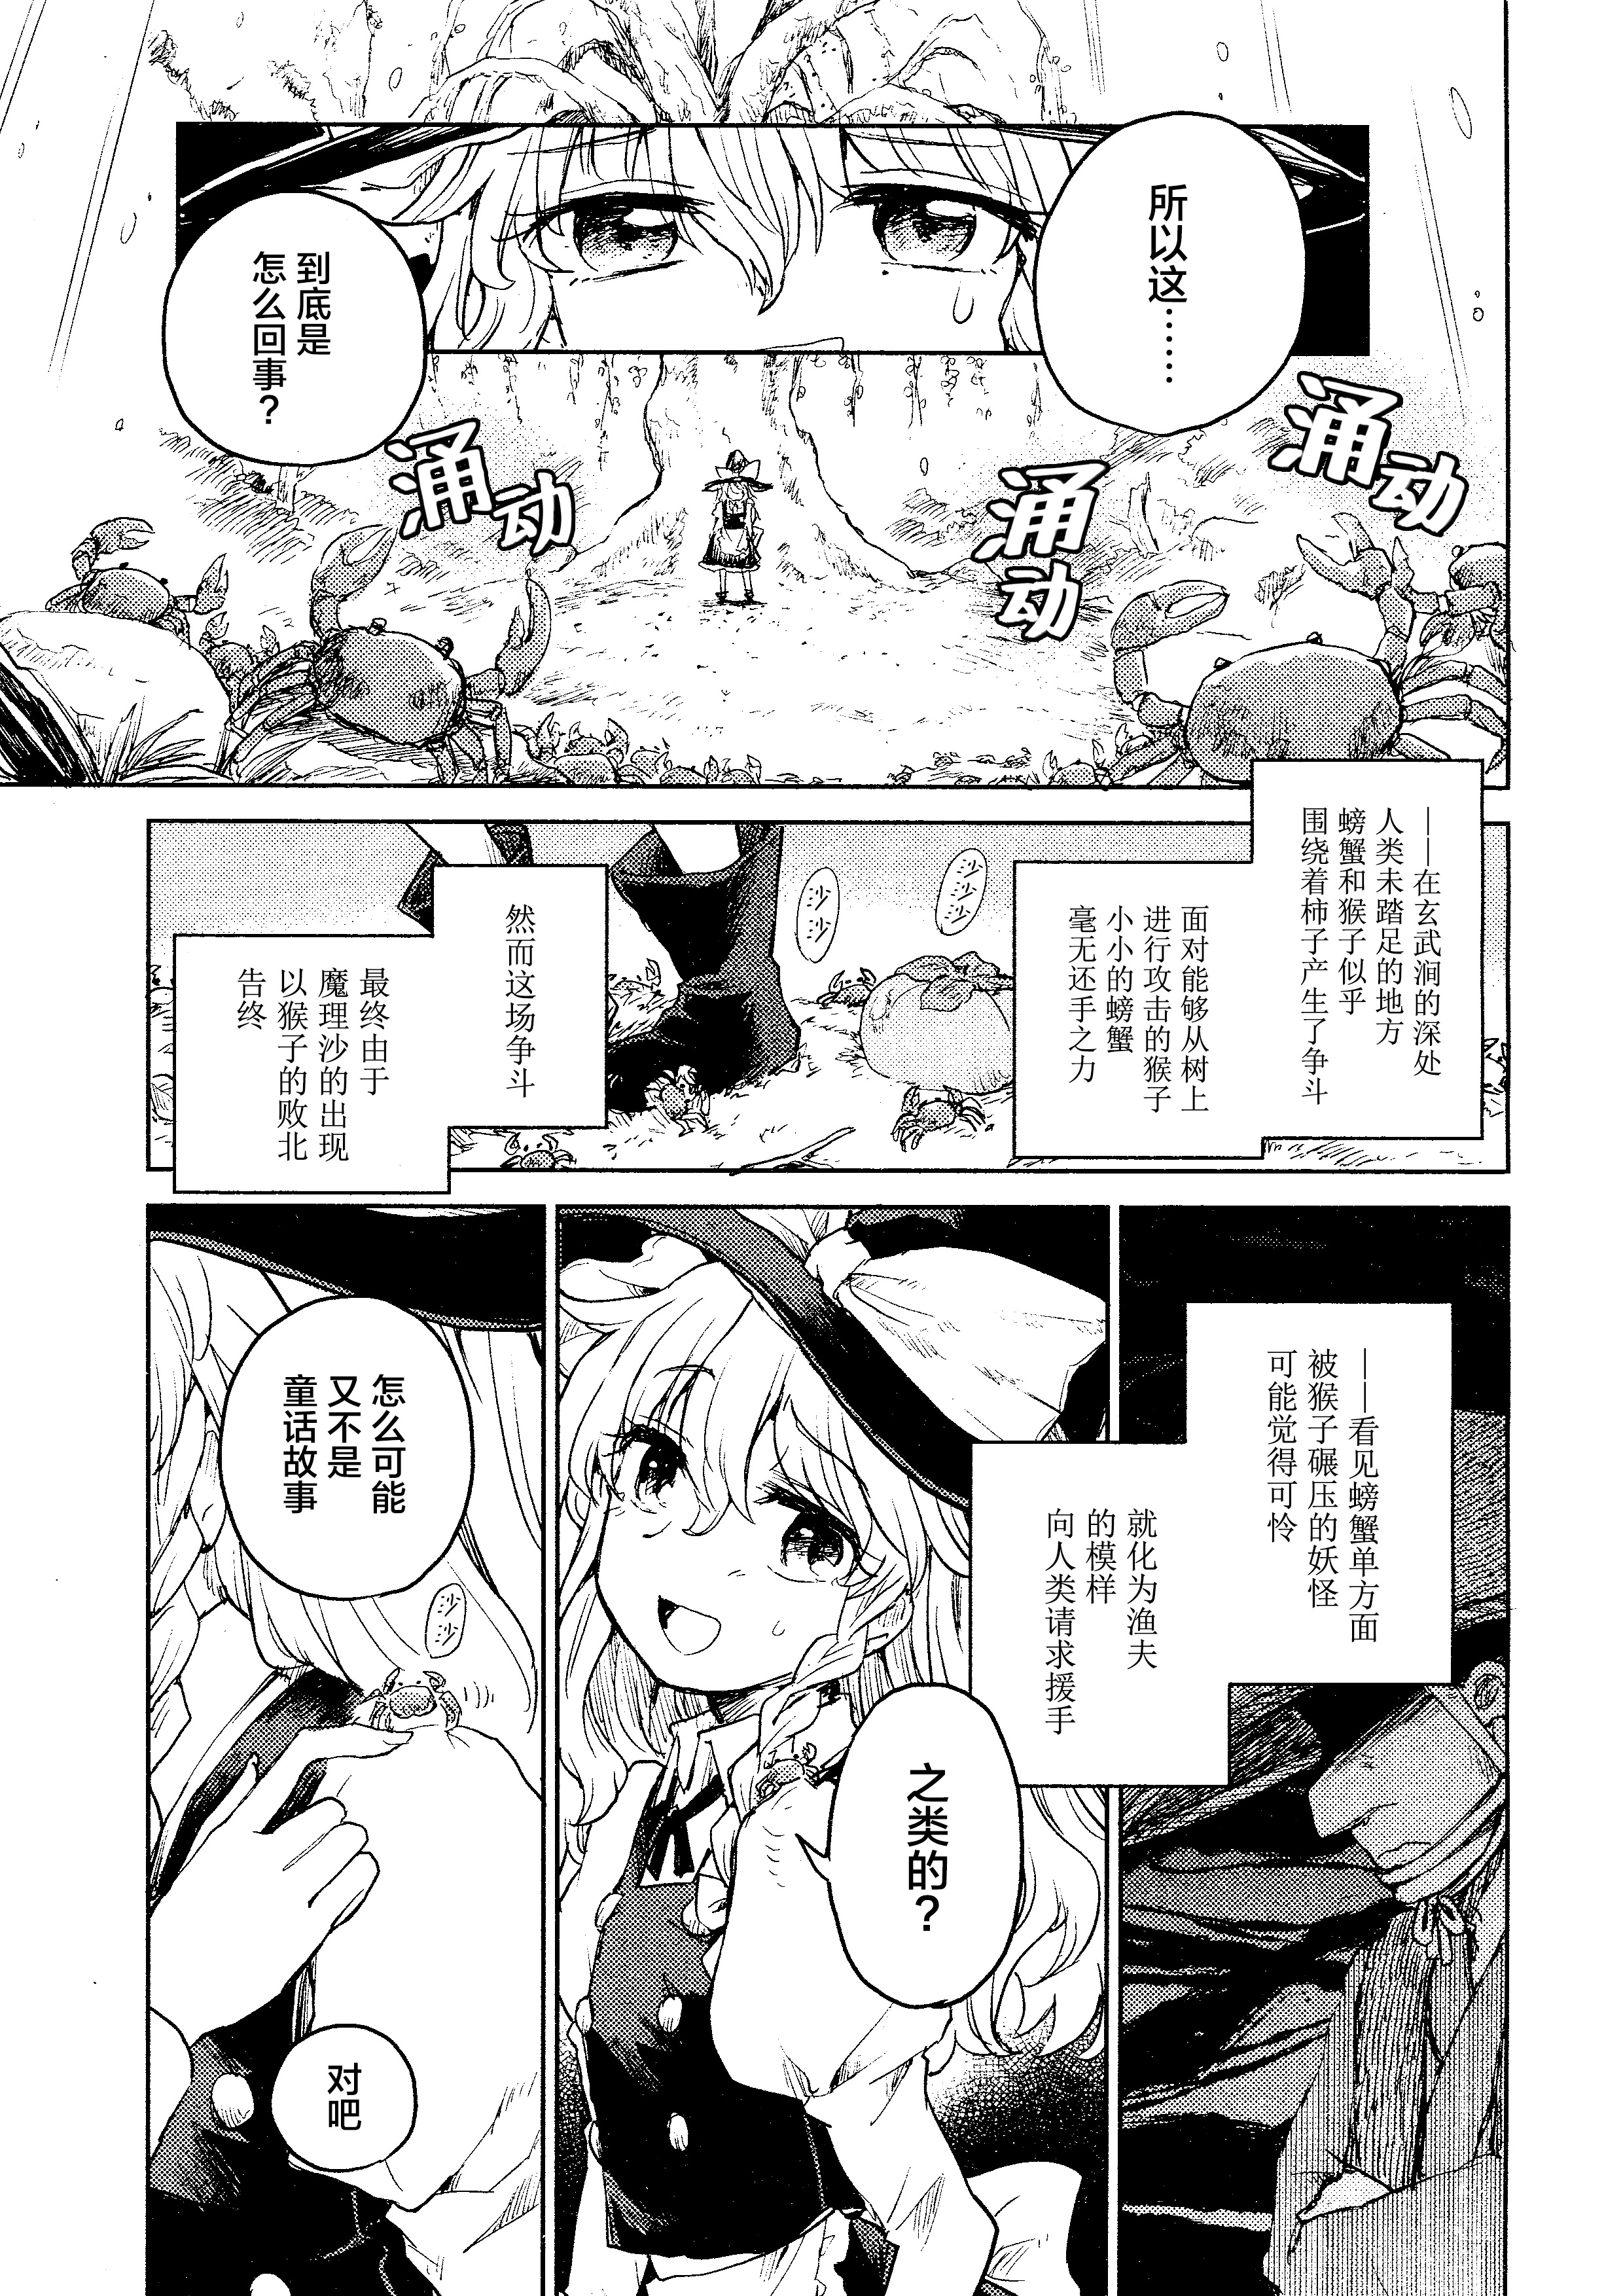 所以这……
到底是
怎么回事？
涌动
涌动
涌动
——在玄武涧的深处
人类未踏足的地方
螃蟹和猴子似乎
围绕着柿子产生了争斗
面对能够从树上
进行攻击的猴子
小小的螃蟹
毫无还手之力
沙沙沙
沙沙
然而这场争斗
最终由于
魔理沙的出现
以猴子的败北
告终
——看见螃蟹单方面
被猴子碾压的妖怪
可能觉得可怜
就化为渔夫
的模样
向人类请求援手
之类的？
怎么可能
又不是
童话故事
沙沙
对吧